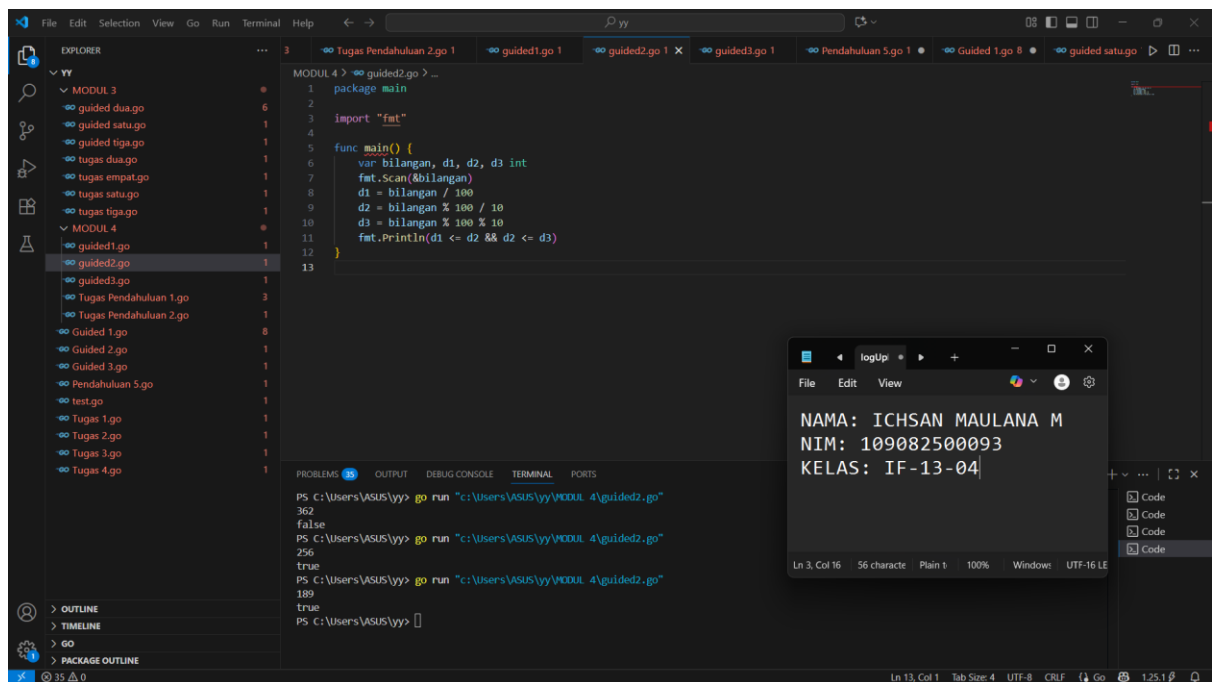 File Edit Selection View Go Run Terminal Help
yy
EXPLORER
YY
MODUL 3
guided dua.go 6
guided satu.go 1
guided tiga.go 1
tugas dua.go 1
tugas empat.go 1
tugas satu.go 1
tugas tiga.go 1
MODUL 4
guided1.go 1
guided2.go 1
guided3.go 1
Tugas Pendahuluan 1.go 3
Tugas Pendahuluan 2.go 1
Guided 1.go 8
Guided 2.go 1
Guided 3.go 1
Pendahuluan 5.go 1
test.go 1
Tugas 1.go 1
Tugas 2.go 1
Tugas 3.go 1
Tugas 4.go 1
OUTLINE
TIMELINE
GO
PACKAGE OUTLINE
3 Tugas Pendahuluan 2.go 1 guided1.go 1 guided2.go 1 guided3.go 1 Pendahuluan 5.go 1 Guided 1.go 8 guided satu.go
MODUL 4 > guided2.go > ...
1 package main
2
3 import "fmt"
4
5 func main() {
6 var bilangan, d1, d2, d3 int
7 fmt.Scan(&bilangan)
8 d1 = bilangan / 100
9 d2 = bilangan % 100 / 10
10 d3 = bilangan % 100 % 10
11 fmt.Println(d1 <= d2 && d2 <= d3)
12 }
13
PROBLEMS 35 OUTPUT DEBUG CONSOLE TERMINAL PORTS
PS C:\Users\ASUS\yy> go run "c:\Users\ASUS\yy\MODUL 4\guided2.go"
362
false
PS C:\Users\ASUS\yy> go run "c:\Users\ASUS\yy\MODUL 4\guided2.go"
256
true
PS C:\Users\ASUS\yy> go run "c:\Users\ASUS\yy\MODUL 4\guided2.go"
189
true
PS C:\Users\ASUS\yy>
Code
Code
Code
Code
logUp
File Edit View
NAMA: ICHSAN MAULANA M
NIM: 109082500093
KELAS: IF-13-04
Ln 3, Col 16 56 characte Plain t 100% Windows UTF-16 LE
35 0 Ln 13, Col 1 Tab Size: 4 UTF-8 CRLF Go 1.25.1